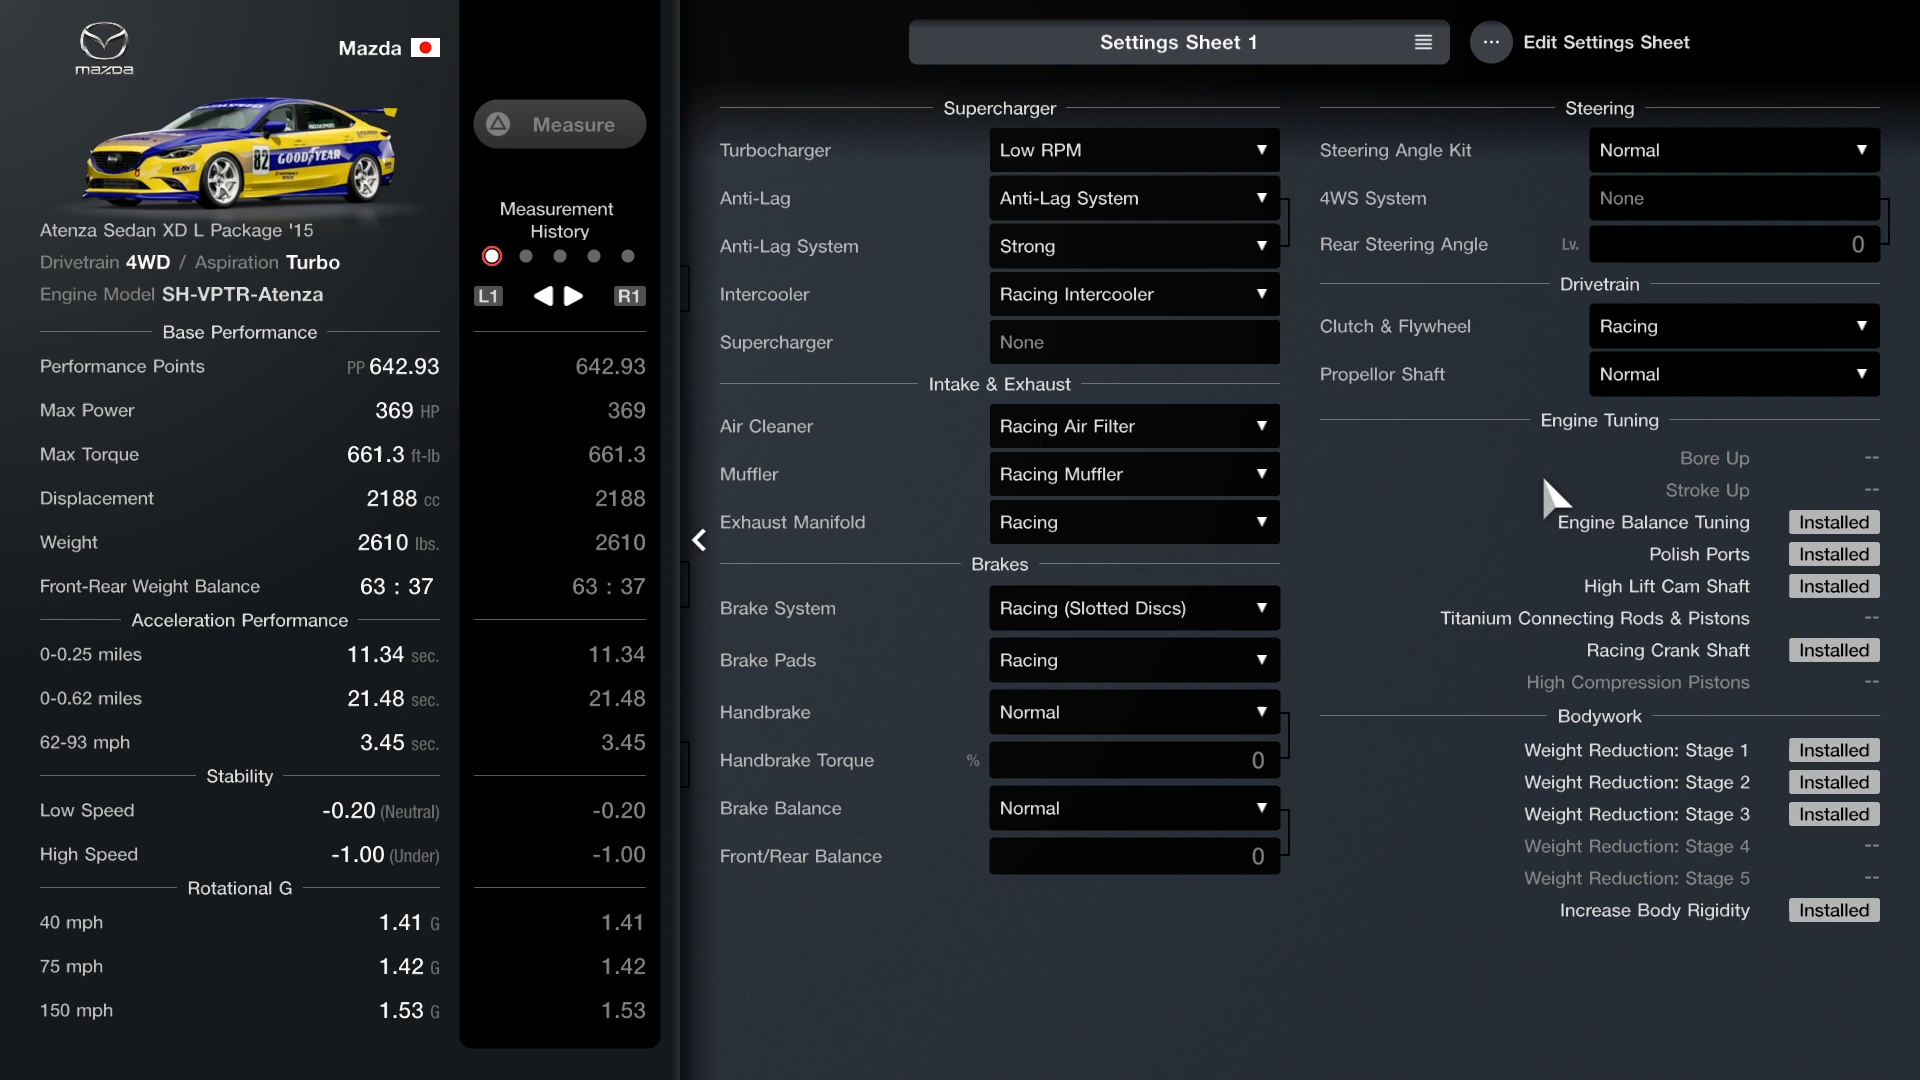 mazda
Mazda
82
GOODYEAR
Atenza Sedan XD L Package '15
Drivetrain 4WD / Aspiration Turbo
Engine Model SH-VPTR-Atenza
Base Performance
Performance Points PP 642.93
Max Power 369 HP
Max Torque 661.3 ft-lb
Displacement 2188 cc
Weight 2610 lbs.
Front-Rear Weight Balance 63 : 37
Acceleration Performance
0-0.25 miles 11.34 sec.
0-0.62 miles 21.48 sec.
62-93 mph 3.45 sec.
Stability
Low Speed -0.20 (Neutral)
High Speed -1.00 (Under)
Rotational G
40 mph 1.41 G
75 mph 1.42 G
150 mph 1.53 G
Measure
Measurement
History
L1 R1
642.93
369
661.3
2188
2610
63 : 37
11.34
21.48
3.45
-0.20
-1.00
1.41
1.42
1.53
Settings Sheet 1
Edit Settings Sheet
Supercharger
Turbocharger Low RPM
Anti-Lag Anti-Lag System
Anti-Lag System Strong
Intercooler Racing Intercooler
Supercharger None
Intake & Exhaust
Air Cleaner Racing Air Filter
Muffler Racing Muffler
Exhaust Manifold Racing
Brakes
Brake System Racing (Slotted Discs)
Brake Pads Racing
Handbrake Normal
Handbrake Torque % 0
Brake Balance Normal
Front/Rear Balance 0
Steering
Steering Angle Kit Normal
4WS System None
Rear Steering Angle Lv. 0
Drivetrain
Clutch & Flywheel Racing
Propellor Shaft Normal
Engine Tuning
Bore Up --
Stroke Up --
Engine Balance Tuning Installed
Polish Ports Installed
High Lift Cam Shaft Installed
Titanium Connecting Rods & Pistons --
Racing Crank Shaft Installed
High Compression Pistons --
Bodywork
Weight Reduction: Stage 1 Installed
Weight Reduction: Stage 2 Installed
Weight Reduction: Stage 3 Installed
Weight Reduction: Stage 4 --
Weight Reduction: Stage 5 --
Increase Body Rigidity Installed